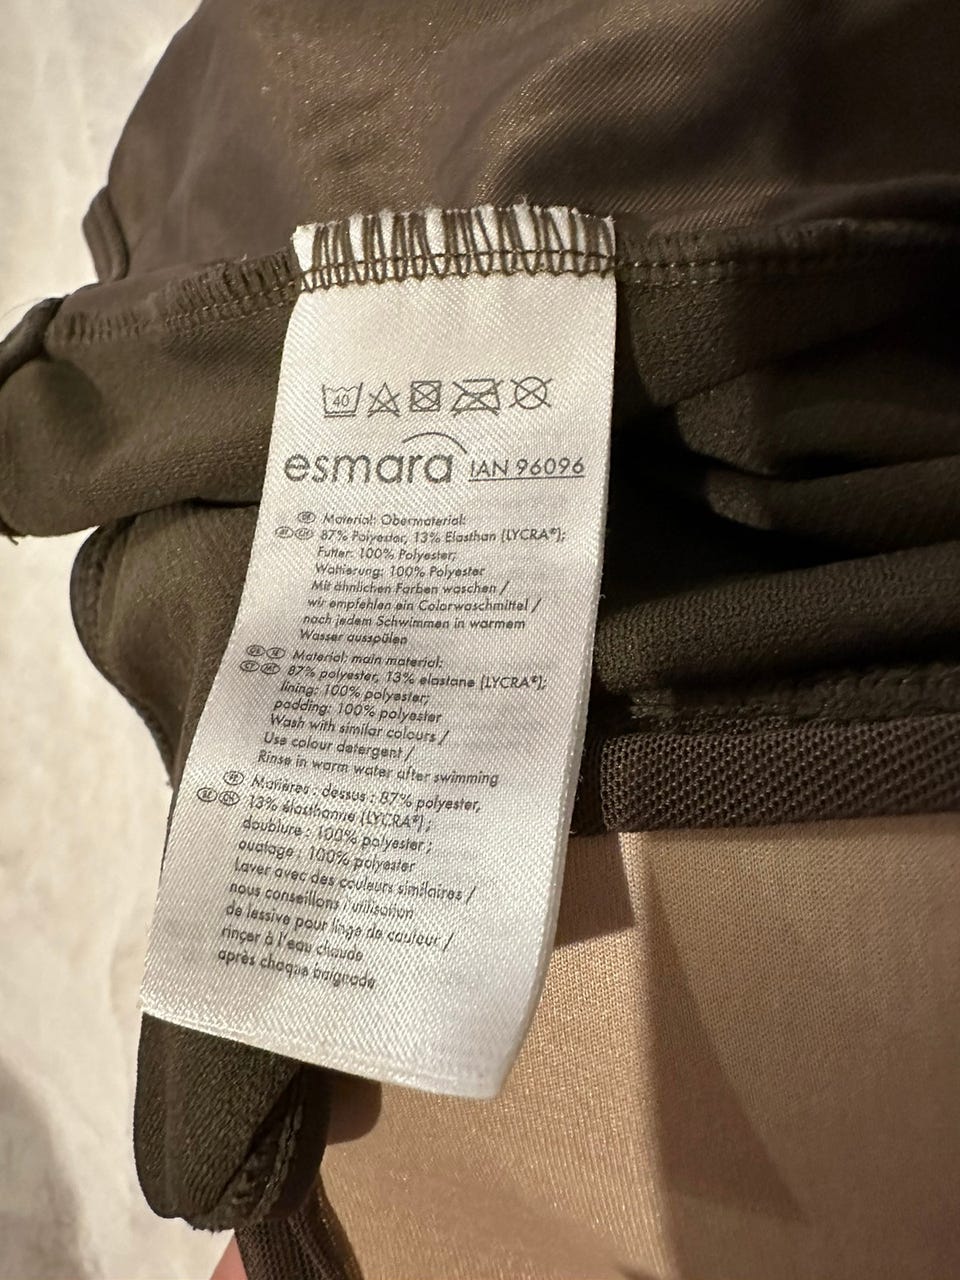 40
esmara IAN 96096
DE Material: Obermaterial:
87% Polyester, 13% Elasthan (LYCRA®);
Futter: 100% Polyester;
Wattierung: 100% Polyester
Mit ähnlichen Farben waschen /
wir empfehlen ein Colorwaschmittel /
nach jedem Schwimmen in warmem
Wasser ausspülen
Material: main material:
87% polyester, 13% elastane (LYCRA®);
lining: 100% polyester;
padding: 100% polyester
Wash with similar colours /
Use colour detergent /
Rinse in warm water after swimming
Matières : dessus : 87% polyester,
13% élasthanne (LYCRA®) ;
doublure : 100% polyester ;
ouatage : 100% polyester
Laver avec des couleurs similaires /
nous conseillons l'utilisation
de lessive pour linge de couleur /
rinçer à l'eau chaude
après chaque baignade